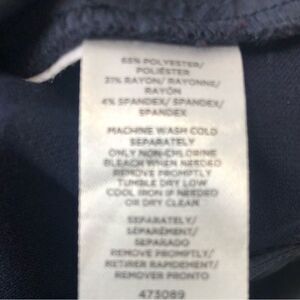 65% POLYESTER/
POLIÉSTER
31% RAYON/ RAYONNE/
RAYÓN
4% SPANDEX/ SPANDEX/
SPANDEX
MACHINE WASH COLD
SEPARATELY
ONLY NON-CHLORINE
BLEACH WHEN NEEDED
REMOVE PROMPTLY
TUMBLE DRY LOW
COOL IRON IF NEEDED
OR DRY CLEAN
SEPARATELY/
SÉPARÉMENT/
SEPARADO
REMOVE PROMPTLY/
RETIRER RAPIDEMENT/
REMOVER PRONTO
473089